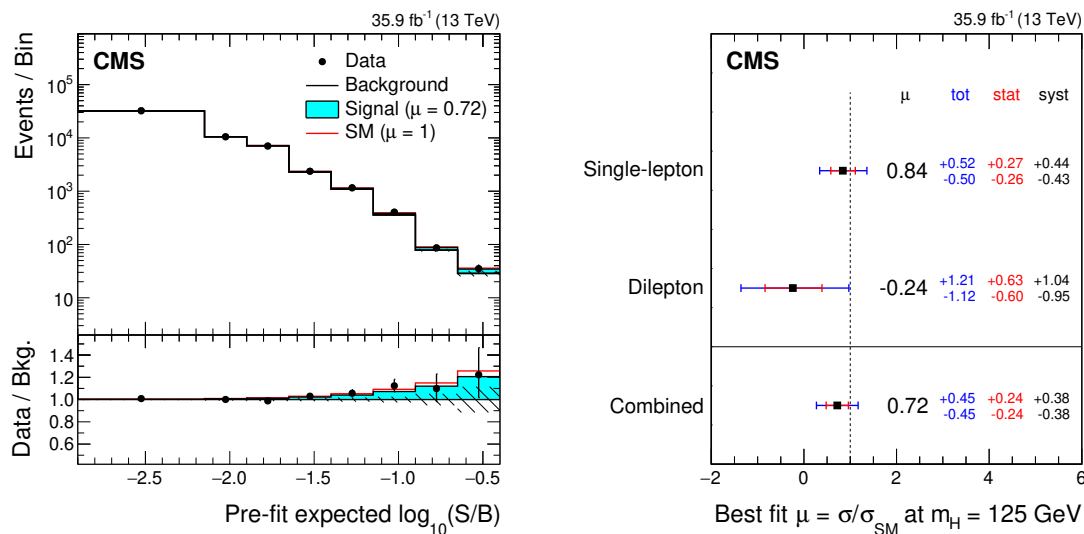 35.9 fb⁻¹ (13 TeV)
CMS
Data
Background
Signal (μ = 0.72)
SM (μ = 1)
Events / Bin
10⁵
10⁴
10³
10²
10
Data / Bkg.
1.4
1.2
1.0
0.8
0.6
−2.5 −2.0 −1.5 −1.0 −0.5
Pre-fit expected log₁₀(S/B)
35.9 fb⁻¹ (13 TeV)
CMS
μ tot stat syst
Single-lepton 0.84 +0.52 +0.27 +0.44
-0.50 -0.26 -0.43
Dilepton -0.24 +1.21 +0.63 +1.04
-1.12 -0.60 -0.95
Combined 0.72 +0.45 +0.24 +0.38
-0.45 -0.24 -0.38
−2 0 2 4 6
Best fit μ = σ/σ_SM at m_H = 125 GeV